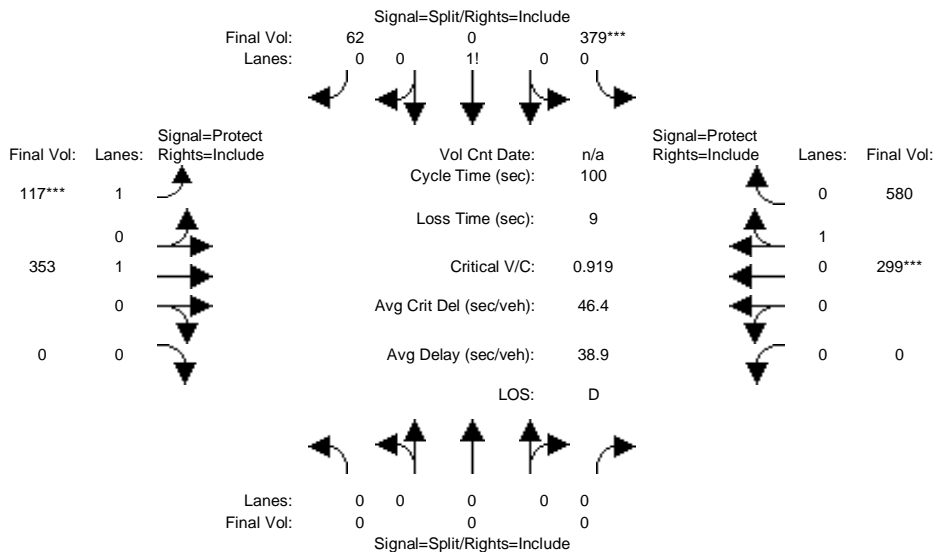 Signal=Split/Rights=Include
Final Vol: 62 0 379***
Lanes: 0 0 1! 0 0
Signal=Protect
Final Vol: Lanes: Rights=Include
Vol Cnt Date: n/a
Signal=Protect
Rights=Include Lanes: Final Vol:
Cycle Time (sec): 100
117*** 1
0 580
Loss Time (sec): 9
0
1
353 1
Critical V/C: 0.919
0 299***
0
Avg Crit Del (sec/veh): 46.4
0
0 0
Avg Delay (sec/veh): 38.9
0 0
LOS: D
Lanes: 0 0 0 0 0
Final Vol: 0 0 0
Signal=Split/Rights=Include